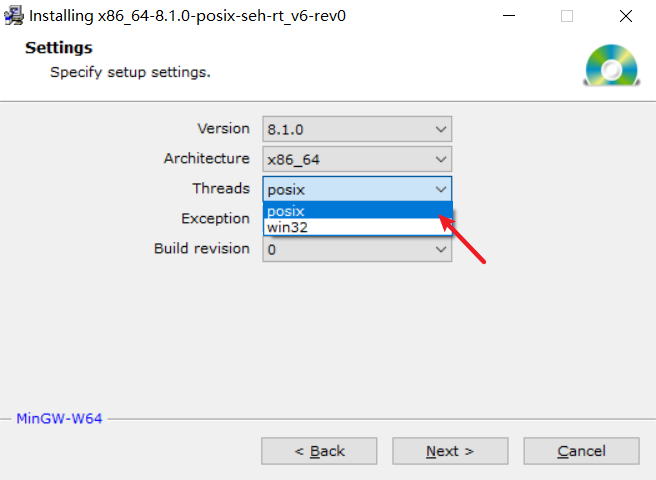 Installing x86_64-8.1.0-posix-seh-rt_v6-rev0
Settings
Specify setup settings.
Version 8.1.0
Architecture x86_64
Threads posix
posix
Exception
win32
Build revision 0
MinGW-W64
< Back Next > Cancel